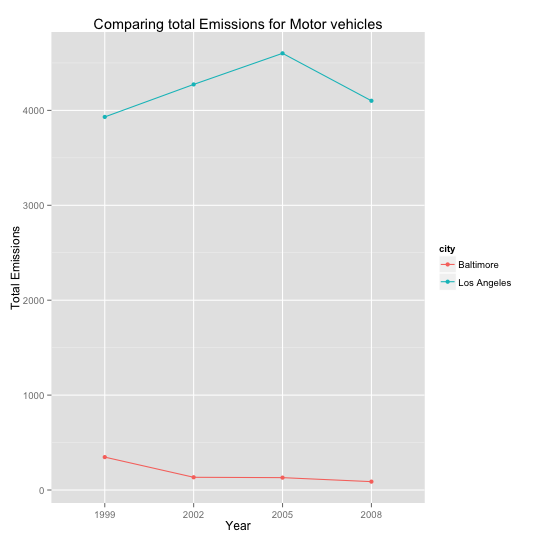 Comparing total Emissions for Motor vehicles
4000
3000
2000
1000
0
Total Emissions
1999 2002 2005 2008
Year
city
Baltimore
Los Angeles